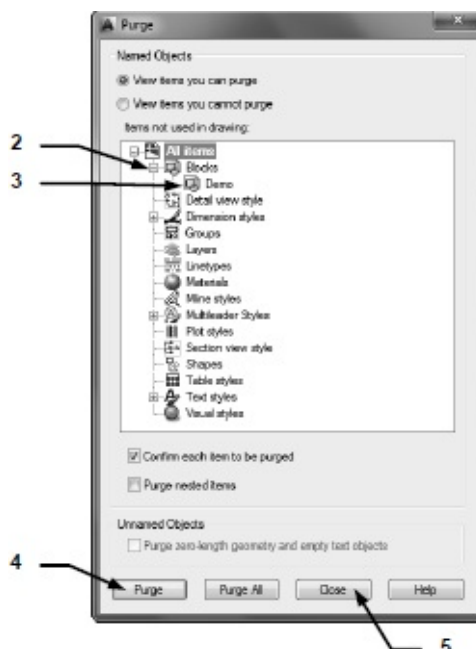 Purge
Named Objects
View items you can purge
View items you cannot purge
Items not used in drawing:
2
All items
Blocks
3
Demo
Detail view style
Dimension styles
Groups
Layers
Linetypes
Materials
Mline styles
Multileader Styles
Plot styles
Section view style
Shapes
Table styles
Text styles
Visual styles
Confirm each item to be purged
Purge nested items
Unnamed Objects
Purge zero-length geometry and empty text objects
4
Purge Purge All Close Help
5